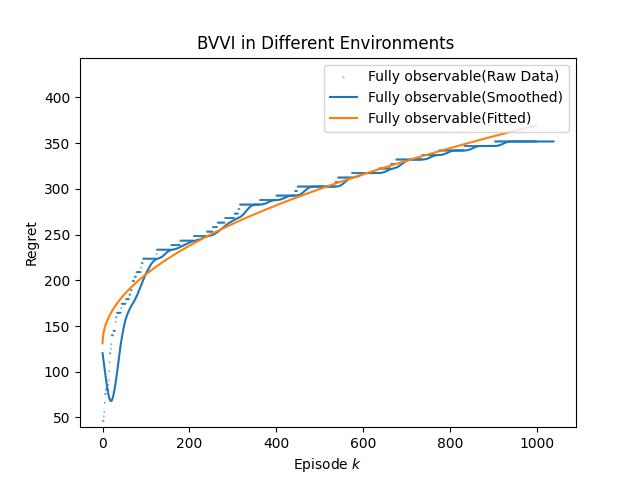 BVVI in Different Environments
Fully observable(Raw Data)
Fully observable(Smoothed)
Fully observable(Fitted)
400
350
300
250
200
150
100
50
Regret
0 200 400 600 800 1000
Episode k